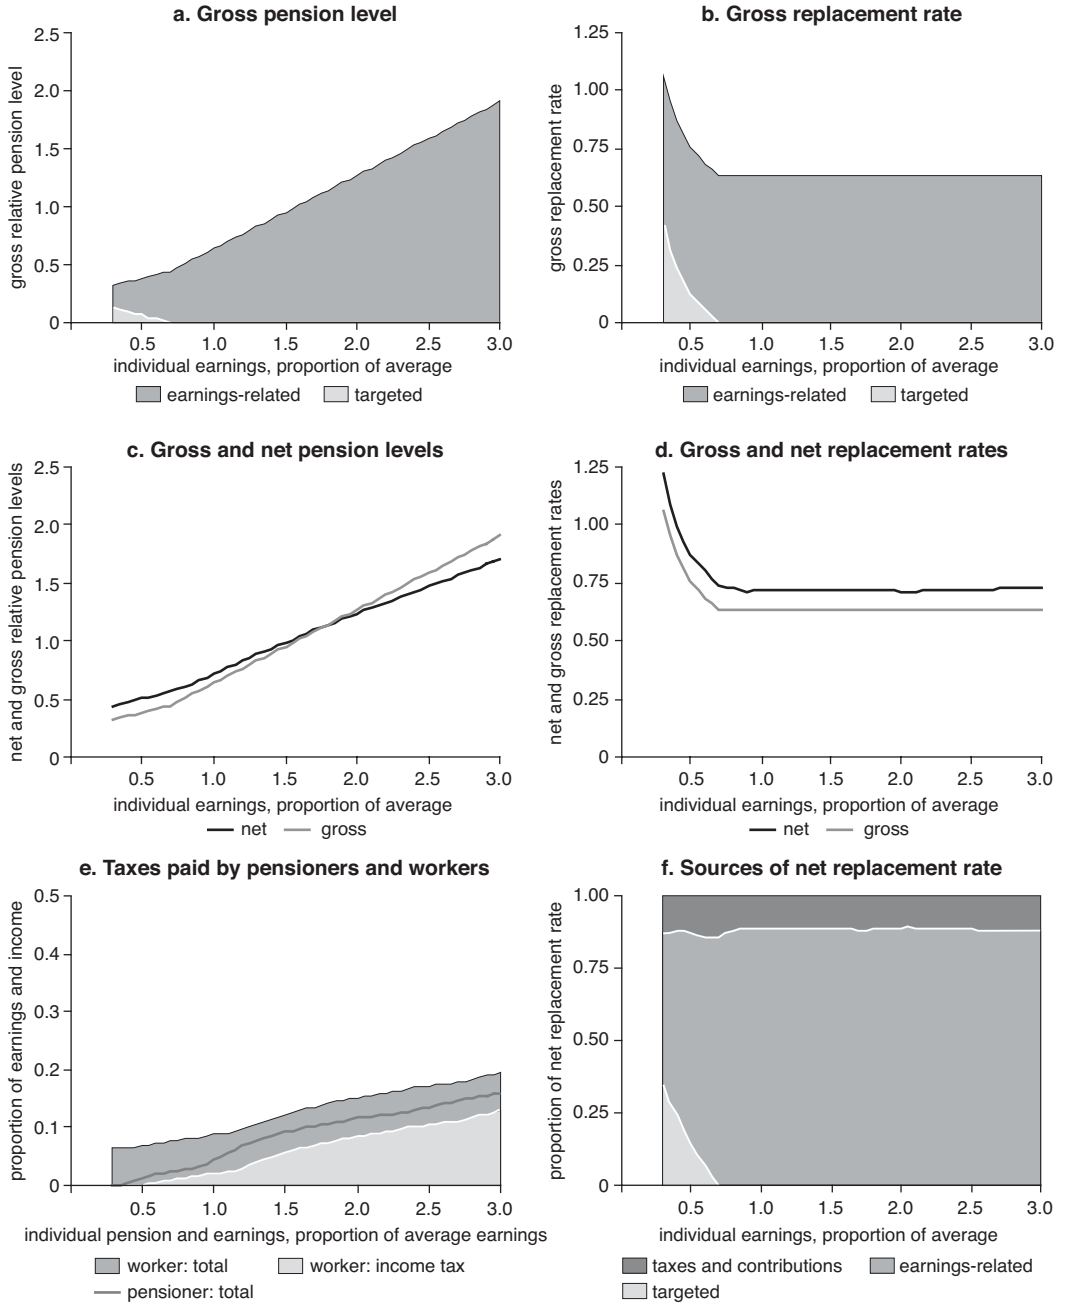 a. Gross pension level
gross relative pension level
2.5
2.0
1.5
1.0
0.5
0
0.5 1.0 1.5 2.0 2.5 3.0
individual earnings, proportion of average
earnings-related targeted
b. Gross replacement rate
gross replacement rate
1.25
1.00
0.75
0.50
0.25
0
0.5 1.0 1.5 2.0 2.5 3.0
individual earnings, proportion of average
earnings-related targeted
c. Gross and net pension levels
net and gross relative pension levels
2.5
2.0
1.5
1.0
0.5
0
0.5 1.0 1.5 2.0 2.5 3.0
individual earnings, proportion of average
net gross
d. Gross and net replacement rates
net and gross replacement rates
1.25
1.00
0.75
0.50
0.25
0
0.5 1.0 1.5 2.0 2.5 3.0
individual earnings, proportion of average
net gross
e. Taxes paid by pensioners and workers
proportion of earnings and income
0.5
0.4
0.3
0.2
0.1
0
0.5 1.0 1.5 2.0 2.5 3.0
individual pension and earnings, proportion of average earnings
worker: total worker: income tax
pensioner: total
f. Sources of net replacement rate
proportion of net replacement rate
1.00
0.75
0.50
0.25
0
0.5 1.0 1.5 2.0 2.5 3.0
individual earnings, proportion of average
taxes and contributions earnings-related
targeted